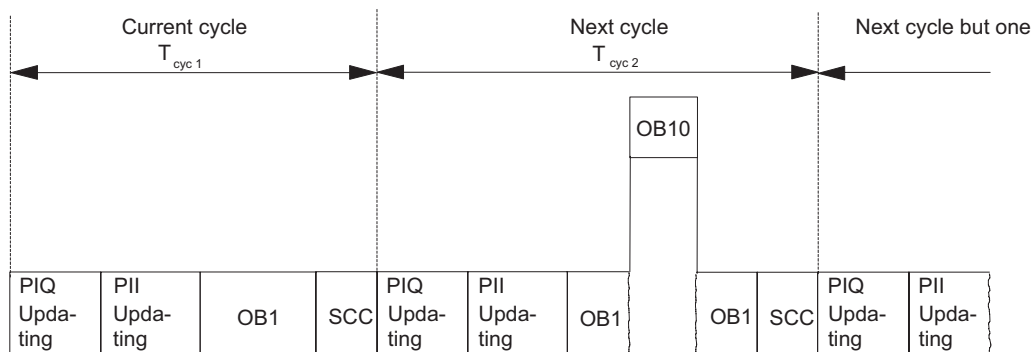 Current cycle
T cyc 1
Next cycle
T cyc 2
Next cycle but one
OB10
PIQ
Upda-
ting
PII
Upda-
ting
OB1
SCC
PIQ
Upda-
ting
PII
Upda-
ting
OB1
OB1
SCC
PIQ
Upda-
ting
PII
Upda-
ting